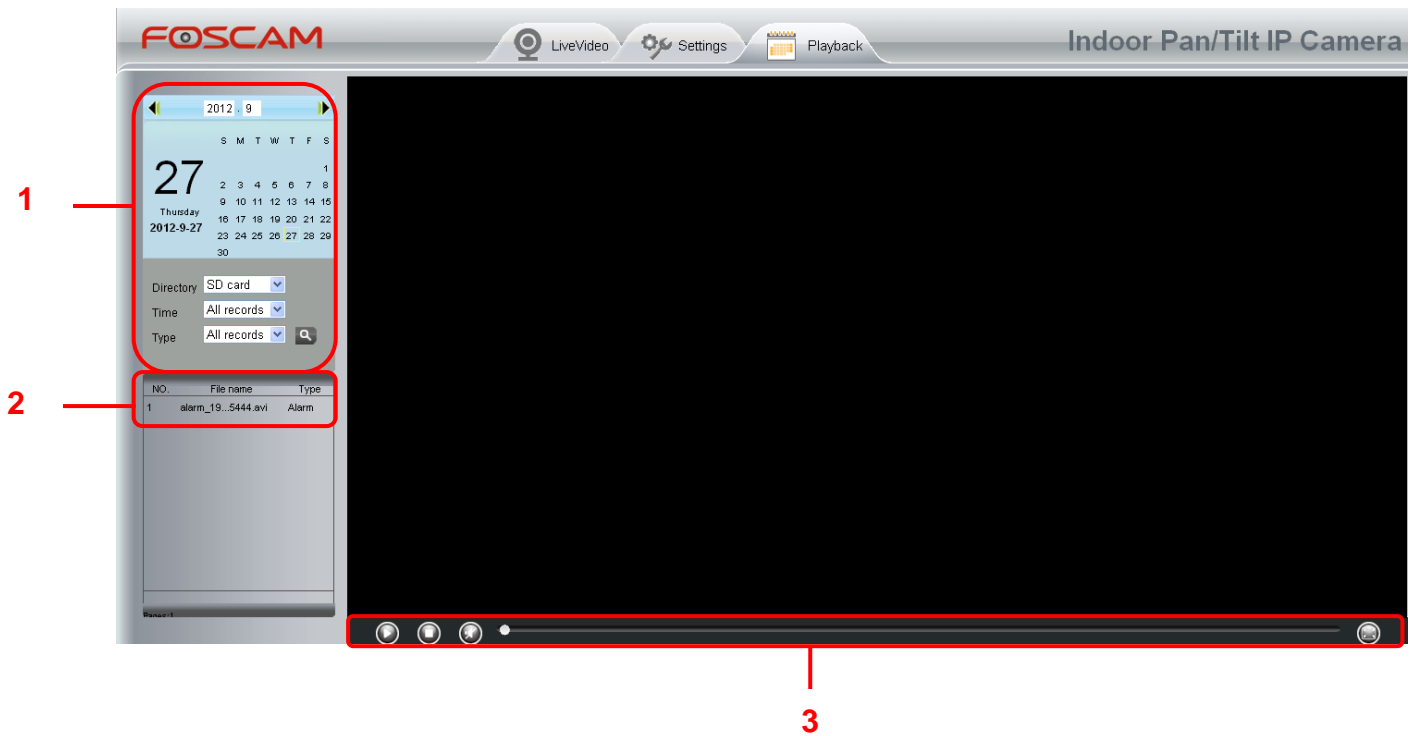 FOSCAM
LiveVideo
Settings
Playback
Indoor Pan/Tilt IP Camera
2012 . 9
S M T W T F S
1
2 3 4 5 6 7 8
9 10 11 12 13 14 15
16 17 18 19 20 21 22
23 24 25 26 27 28 29
30
27
Thursday
2012-9-27
Directory SD card
Time All records
Type All records
1
NO. File name Type
1 alarm_19...5444.avi Alarm
2
Pages:1
3